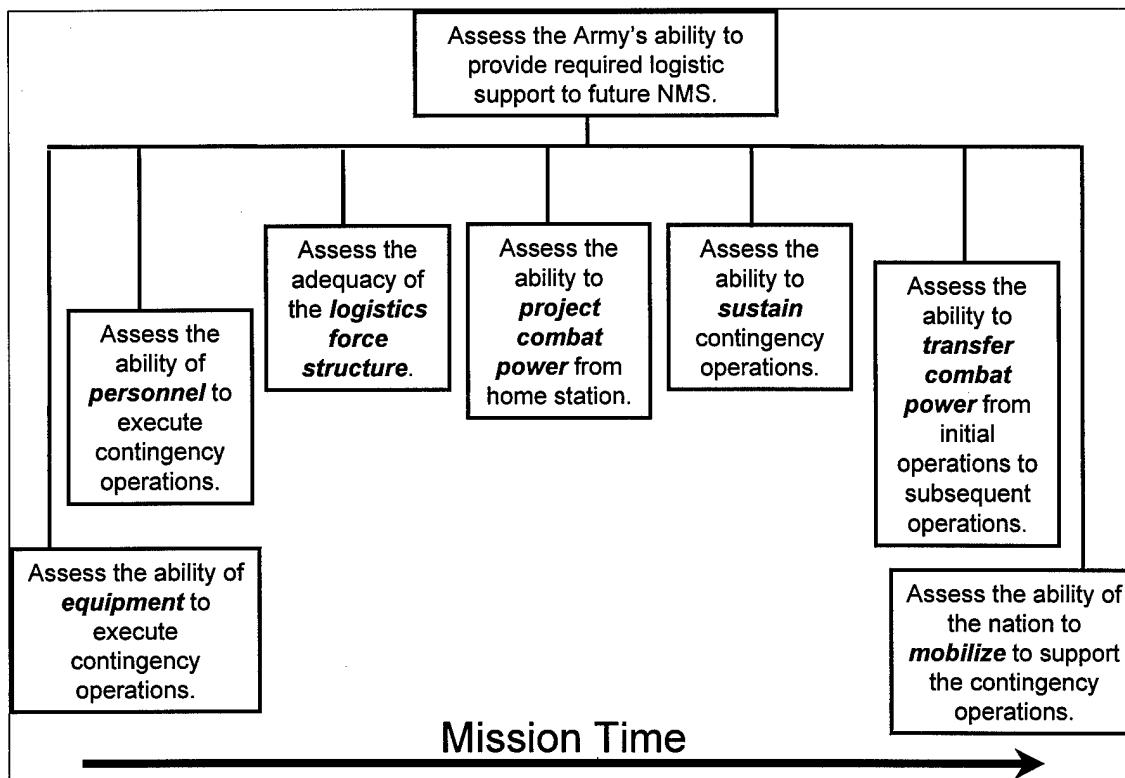 Assess the Army's ability to
provide required logistic
support to future NMS.
Assess the ability of
equipment to
execute
contingency
operations.
Assess the
ability of
personnel to
execute
contingency
operations.
Assess the
adequacy of
the logistics
force
structure.
Assess the
ability to
project
combat
power from
home station.
Assess the
ability to
sustain
contingency
operations.
Assess the
ability to
transfer
combat
power from
initial
operations to
subsequent
operations.
Assess the ability of
the nation to
mobilize to support
the contingency
operations.
Mission Time